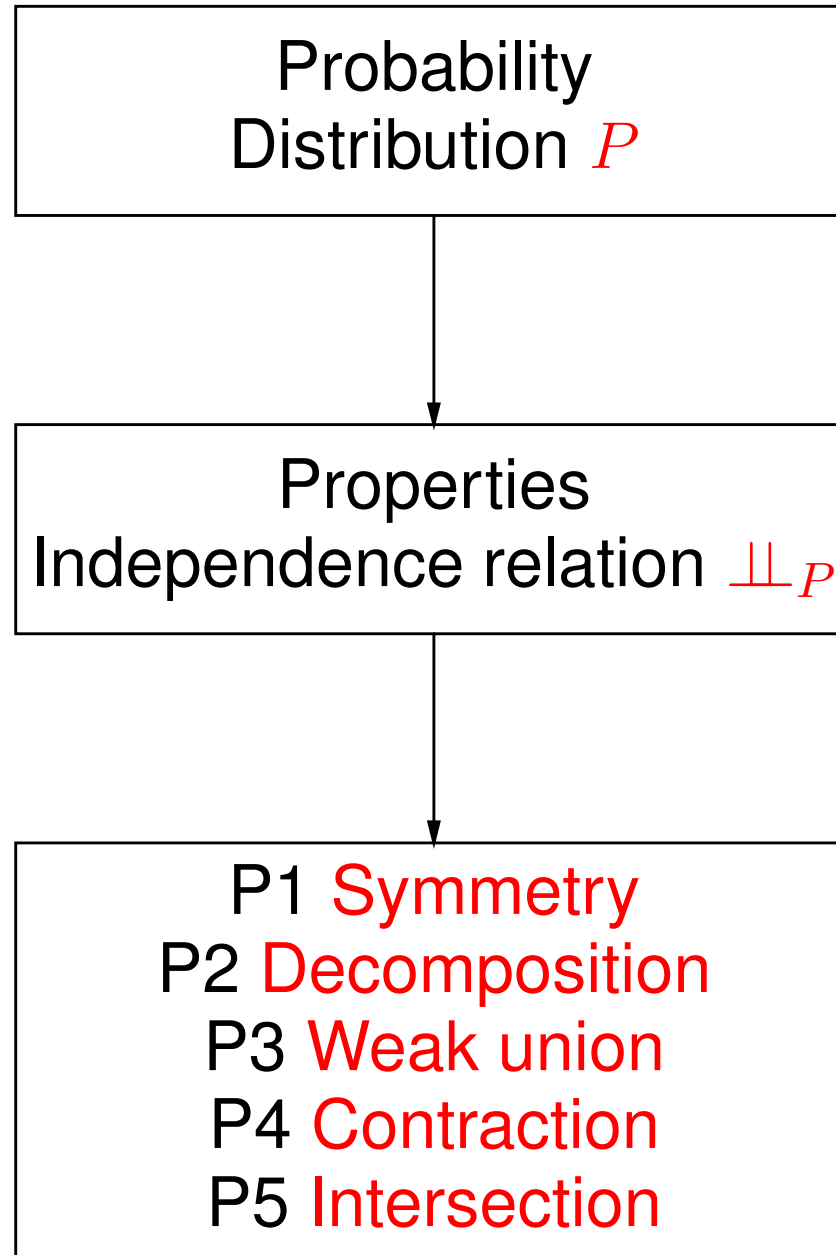 Probability
Distribution P
Properties
Independence relation ⫫P
P1 Symmetry
P2 Decomposition
P3 Weak union
P4 Contraction
P5 Intersection